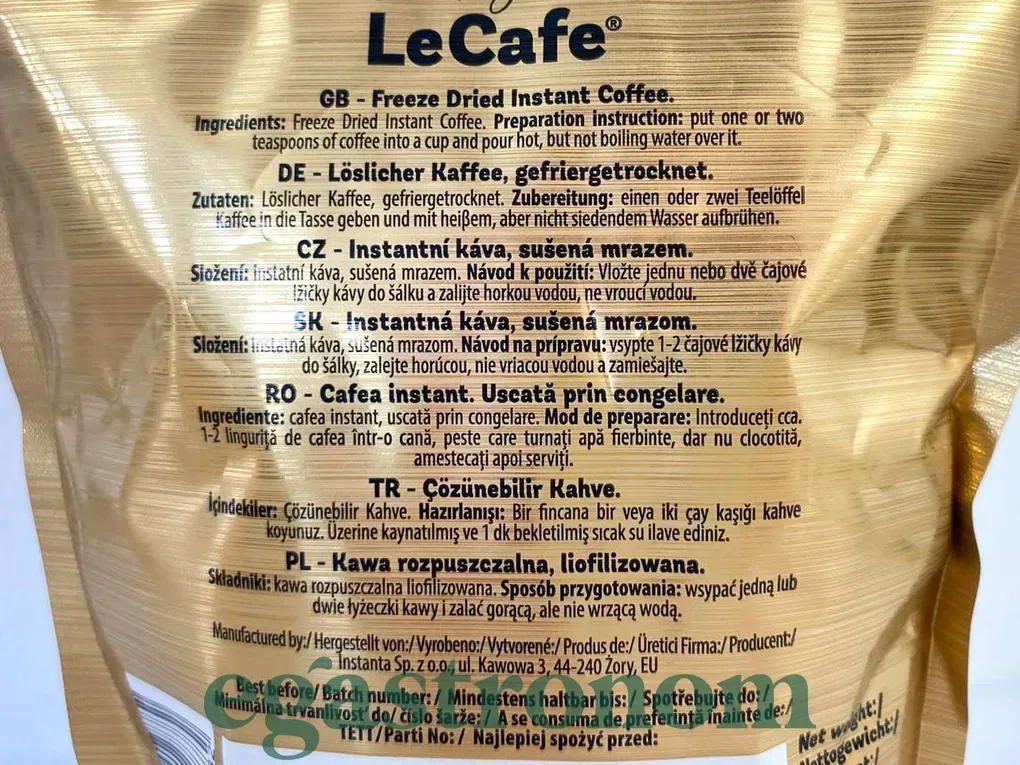 LeCafe®
GB - Freeze Dried Instant Coffee.
Ingredients: Freeze Dried Instant Coffee. Preparation instruction: put one or two
teaspoons of coffee into a cup and pour hot, but not boiling water over it.
DE - Löslicher Kaffee, gefriergetrocknet.
Zutaten: Löslicher Kaffee, gefriergetrocknet. Zubereitung: einen oder zwei Teelöffel
Kaffee in die Tasse geben und mit heißem, aber nicht siedendem Wasser aufbrühen.
CZ - Instantní káva, sušená mrazem.
Složení: instatní káva, sušená mrazem. Návod k použití: Vložte jednu nebo dvě čajové
lžičky kávy do šálku a zalijte horkou vodou, ne vroucí vodou.
SK - Instantná káva, sušená mrazom.
Složení: instatná káva, sušená mrazom. Návod na prípravu: vsypte 1-2 čajové lžičky kávy
do šálky, zalejte horúcou, nie vriacou vodou a zamiešajte.
RO - Cafea instant. Uscată prin congelare.
Ingrediente: cafea instant, uscată prin congelare. Mod de preparare: Introduceți cca.
1-2 linguriță de cafea într-o cană, peste care turnați apă fierbinte, dar nu clocotită,
amestecați apoi serviți.
TR - Çözünebilir Kahve.
İçindekiler: Çözünebilir Kahve. Hazırlanışı: Bir fincana bir veya iki çay kaşığı kahve
koyunuz. Üzerine kaynatılmış ve 1 dk bekletilmiş sıcak su ilave ediniz.
PL - Kawa rozpuszczalna, liofilizowana.
Składniki: kawa rozpuszczalna liofilizowana. Sposób przygotowania: wsypać jedną lub
dwie łyżeczki kawy i zalać gorącą, ale nie wrzącą wodą.
Manufactured by:/ Hergestellt von:/ Vyrobeno:/ Vytvorené:/ Produs de:/ Üretici Firma:/ Producent:/
Instanta Sp. z o.o. ul. Kawowa 3, 44-240 Żory, EU
egastronom
Best before/ Batch number: / Mindestens haltbar bis: / Spotřebujte do: /
Minimálna trvanlivosť do/ číslo šarže: / A se consuma de preferință înainte de:/
TETT/Parti No: / Najlepiej spożyć przed:
Net weight:/
Nettogewicht:/